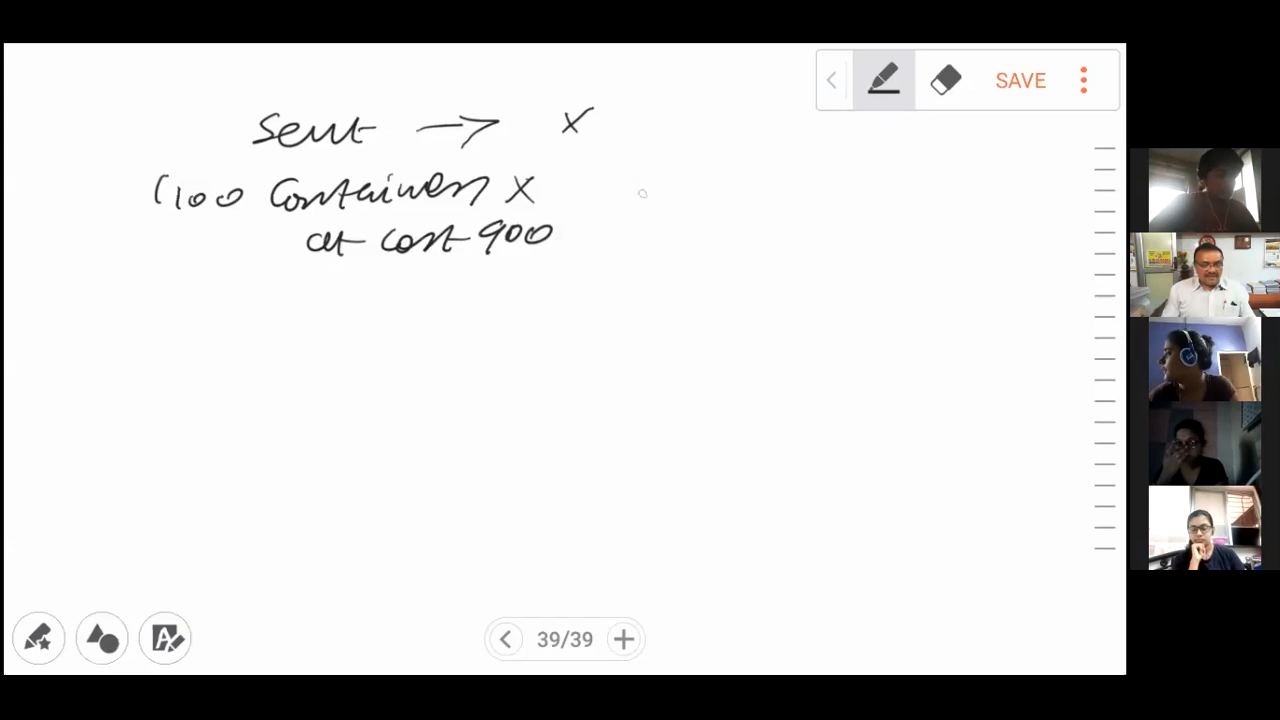 Sent → X
(100 Containers X
at cost 900
SAVE
39/39